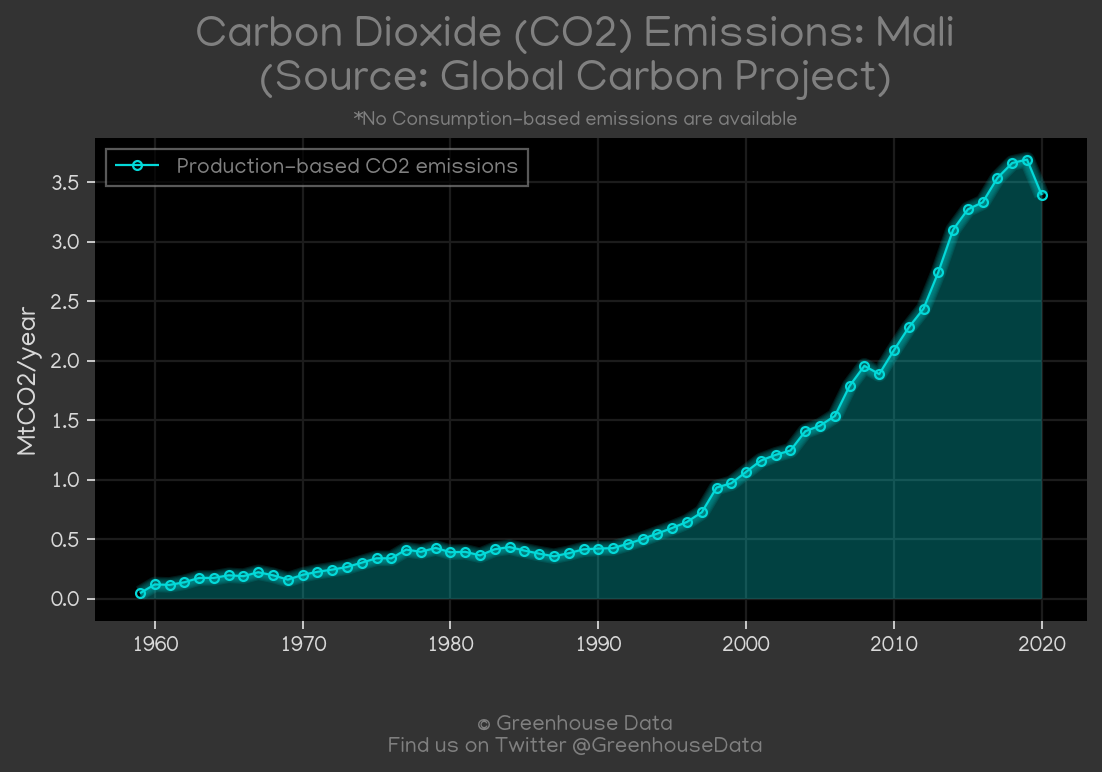 Carbon Dioxide (CO2) Emissions: Mali
(Source: Global Carbon Project)
*No Consumption-based emissions are available
Production-based CO2 emissions
MtCO2/year
3.5
3.0
2.5
2.0
1.5
1.0
0.5
0.0
1960 1970 1980 1990 2000 2010 2020
© Greenhouse Data
Find us on Twitter @GreenhouseData